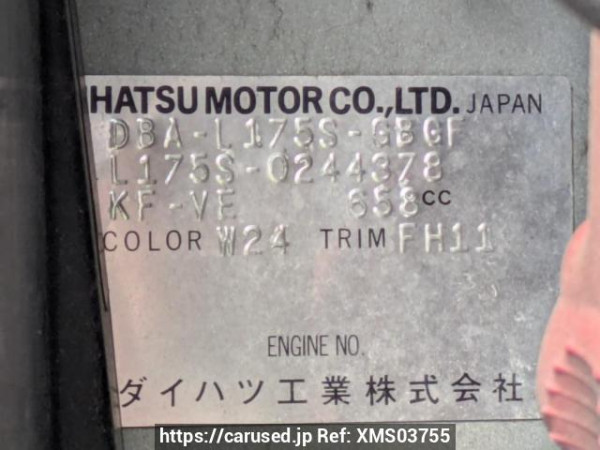 HATSU MOTOR CO.,LTD. JAPAN
DBA-L175S-GBGF
L175S-0244378
KF-VE 658CC
COLOR W24 TRIM FH11
ENGINE NO.
ダイハツ工業株式会社
https://carused.jp Ref: XMS03755